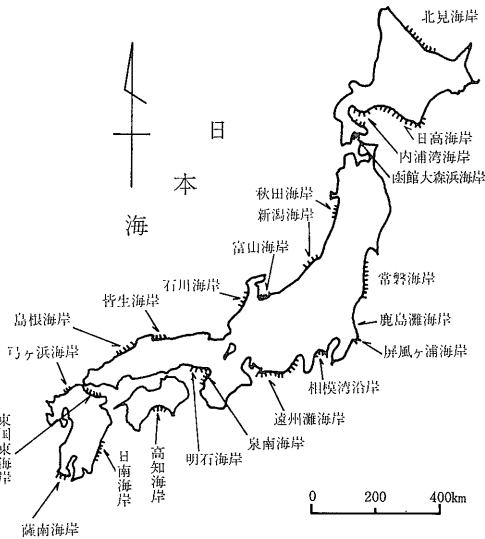 北見海岸
日高海岸
内浦湾海岸
函館大森浜海岸
日
本
海
秋田海岸
新潟海岸
富山海岸
石川海岸
皆生海岸
島根海岸
弓ヶ浜海岸
常磐海岸
鹿島灘海岸
屏風ヶ浦海岸
相模湾沿岸
遠州灘海岸
泉南海岸
明石海岸
高知海岸
日南海岸
東国東海岸
薩南海岸
0 200 400km